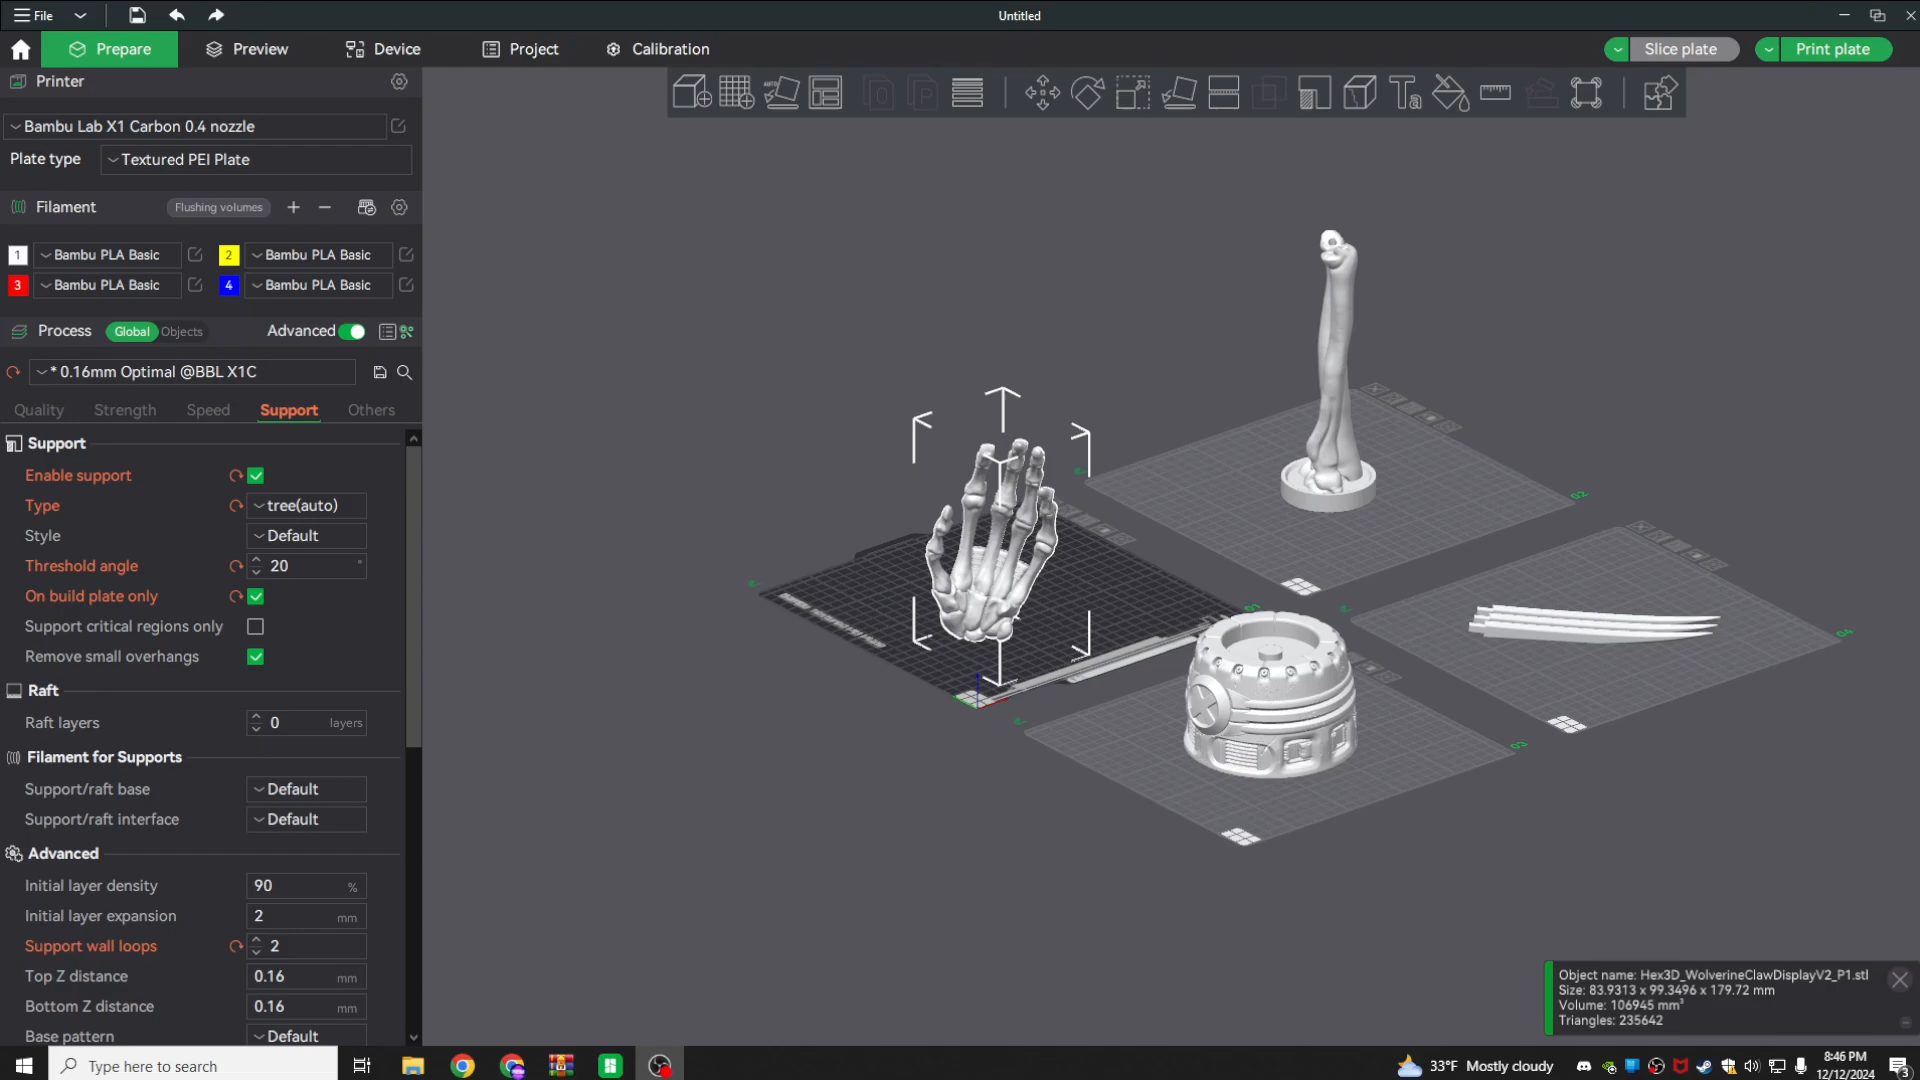 File
Untitled
Prepare
Preview
Device
Project
Calibration
Slice plate
Print plate
Printer
Bambu Lab X1 Carbon 0.4 nozzle
Plate type
Textured PEI Plate
Filament
Flushing volumes
1 Bambu PLA Basic
2 Bambu PLA Basic
3 Bambu PLA Basic
4 Bambu PLA Basic
Process
Global
Objects
Advanced
* 0.16mm Optimal @BBL X1C
Quality
Strength
Speed
Support
Others
Support
Enable support
Type tree(auto)
Style Default
Threshold angle 20 °
On build plate only
Support critical regions only
Remove small overhangs
Raft
Raft layers 0 layers
Filament for Supports
Support/raft base Default
Support/raft interface Default
Advanced
Initial layer density 90 %
Initial layer expansion 2 mm
Support wall loops 2
Top Z distance 0.16 mm
Bottom Z distance 0.16 mm
Base pattern Default
01
02
03
04
Object name: Hex3D_WolverineClawDisplayV2_P1.stl
Size: 83.9313 x 99.3496 x 179.72 mm
Volume: 106945 mm³
Triangles: 235642
Type here to search
33°F Mostly cloudy
8:46 PM
12/12/2024
3